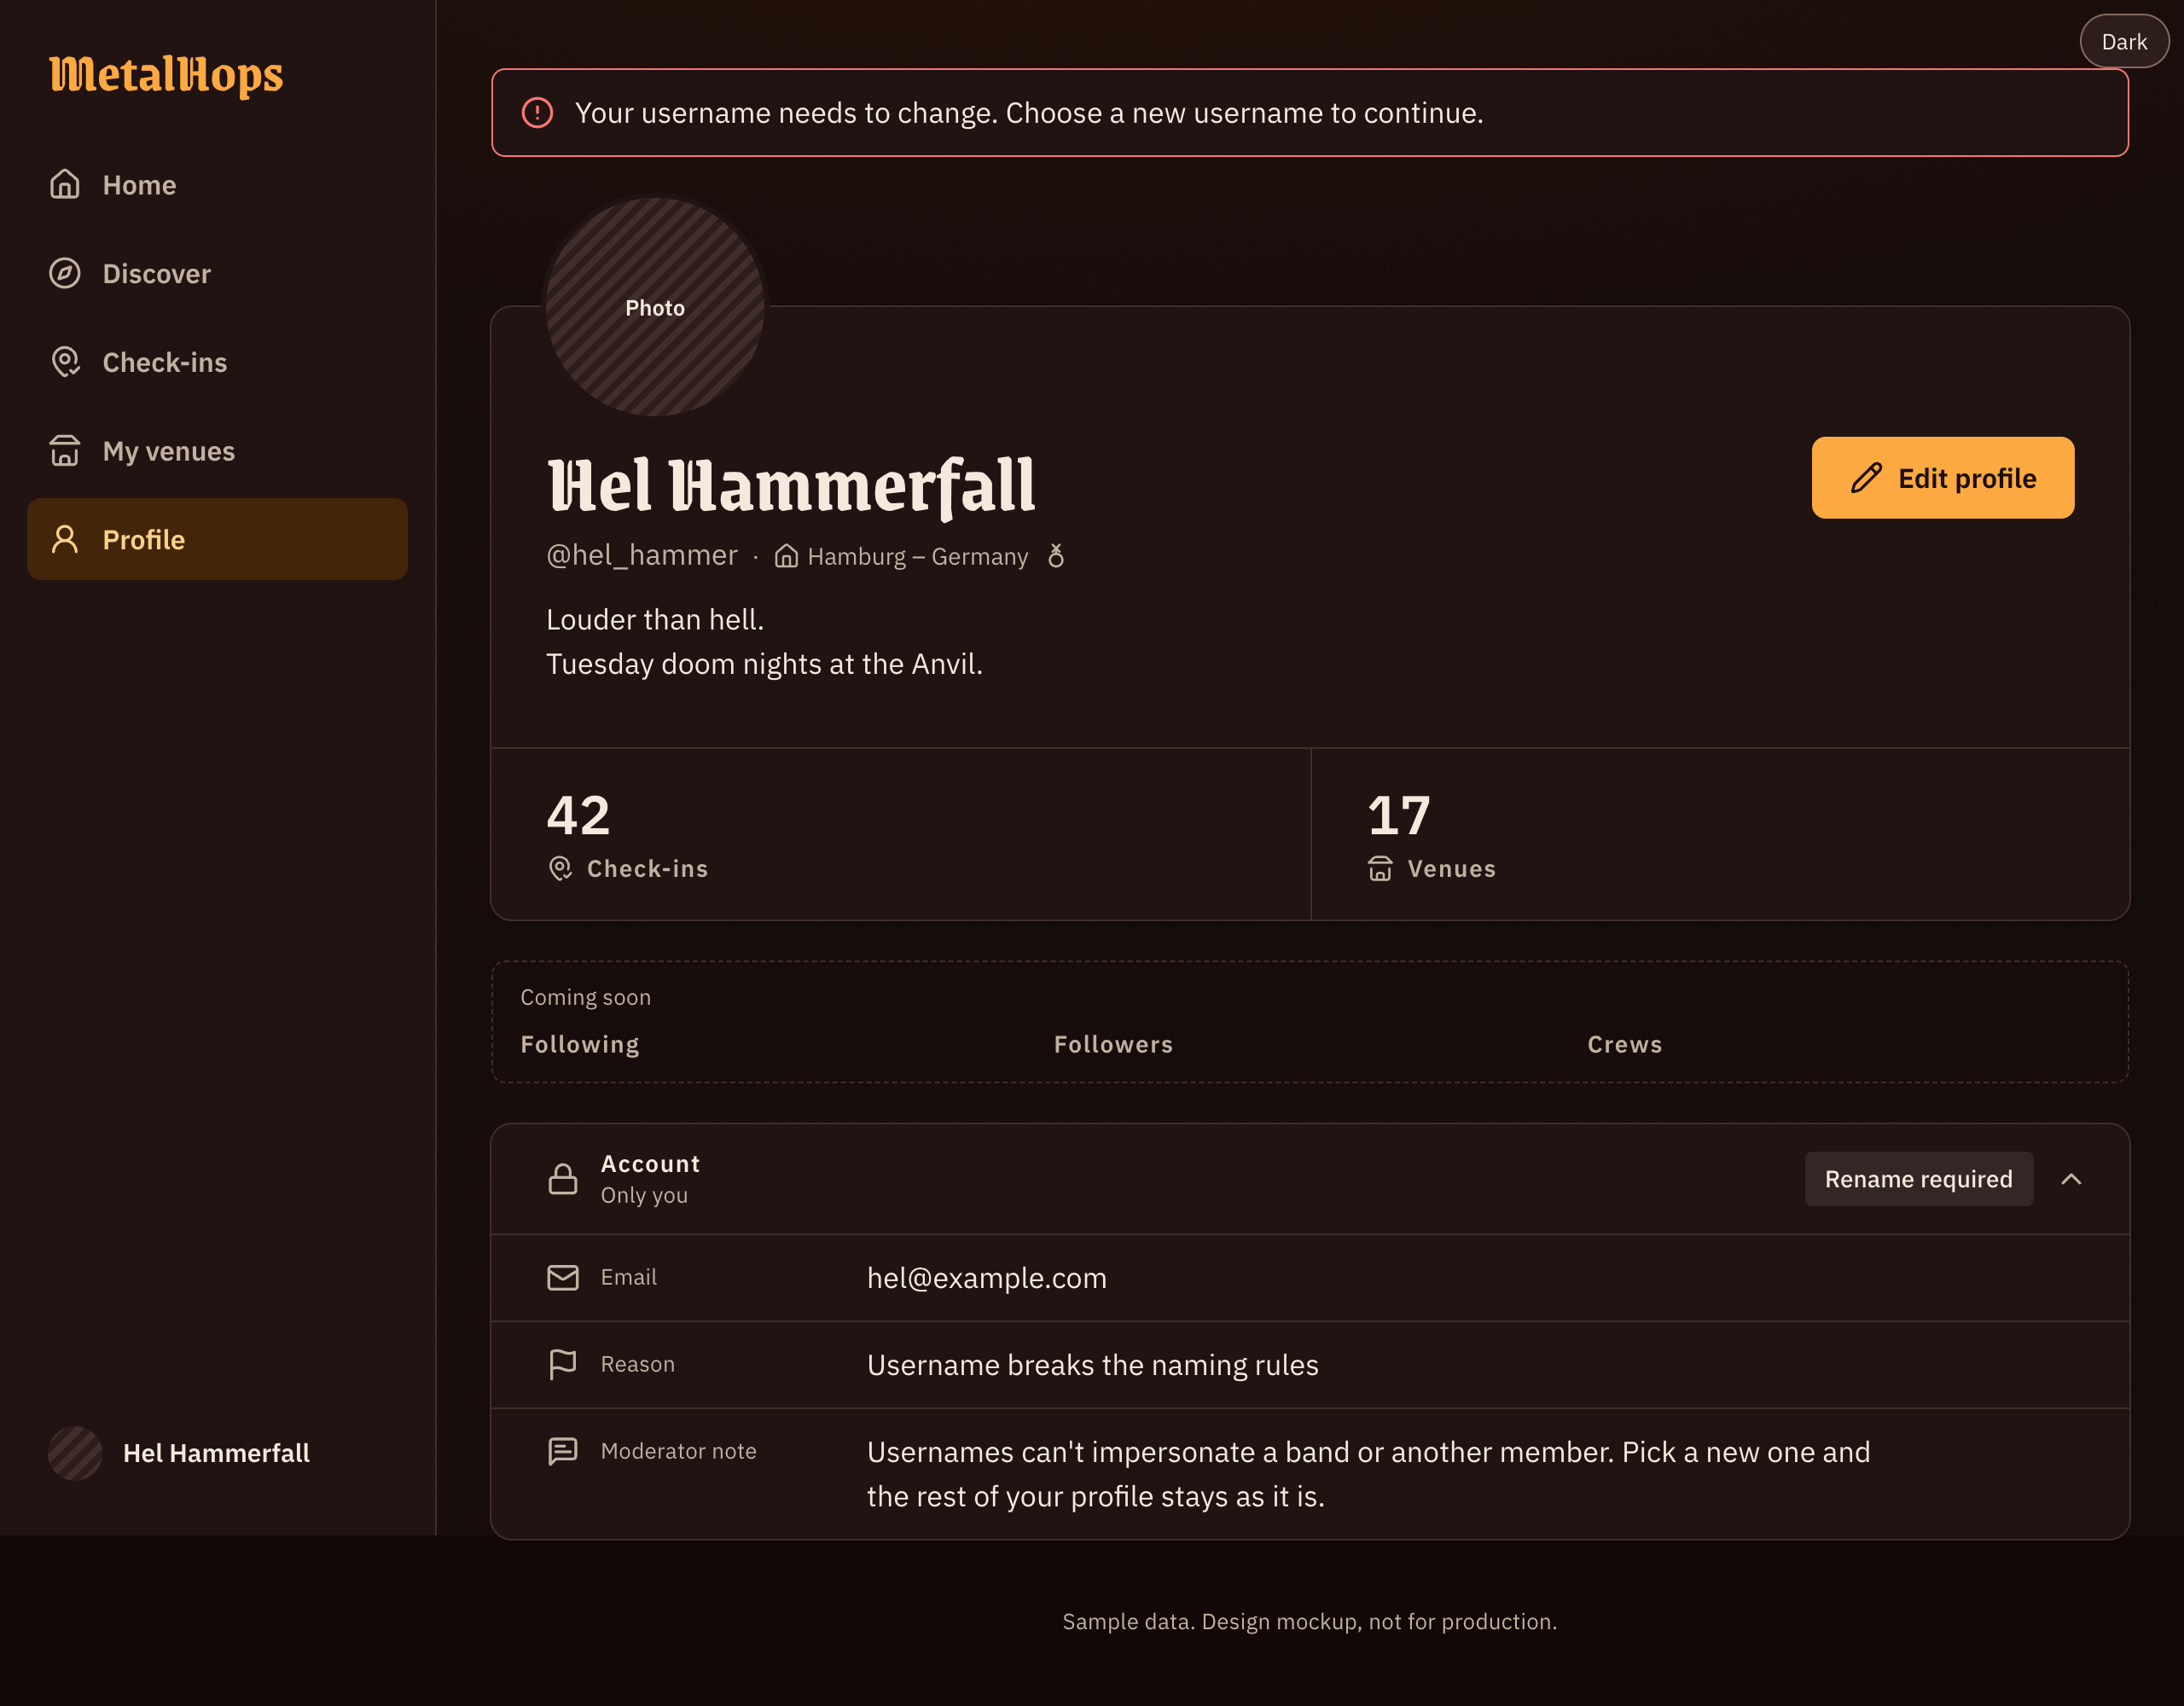 MetalHops
Home
Discover
Check-ins
My venues
Profile
Hel Hammerfall
Dark
Your username needs to change. Choose a new username to continue.
Photo
Hel Hammerfall
Edit profile
@hel_hammer · Hamburg – Germany
Louder than hell.
Tuesday doom nights at the Anvil.
42
Check-ins
17
Venues
Coming soon
Following
Followers
Crews
Account
Only you
Rename required
Email
hel@example.com
Reason
Username breaks the naming rules
Moderator note
Usernames can't impersonate a band or another member. Pick a new one and
the rest of your profile stays as it is.
Sample data. Design mockup, not for production.